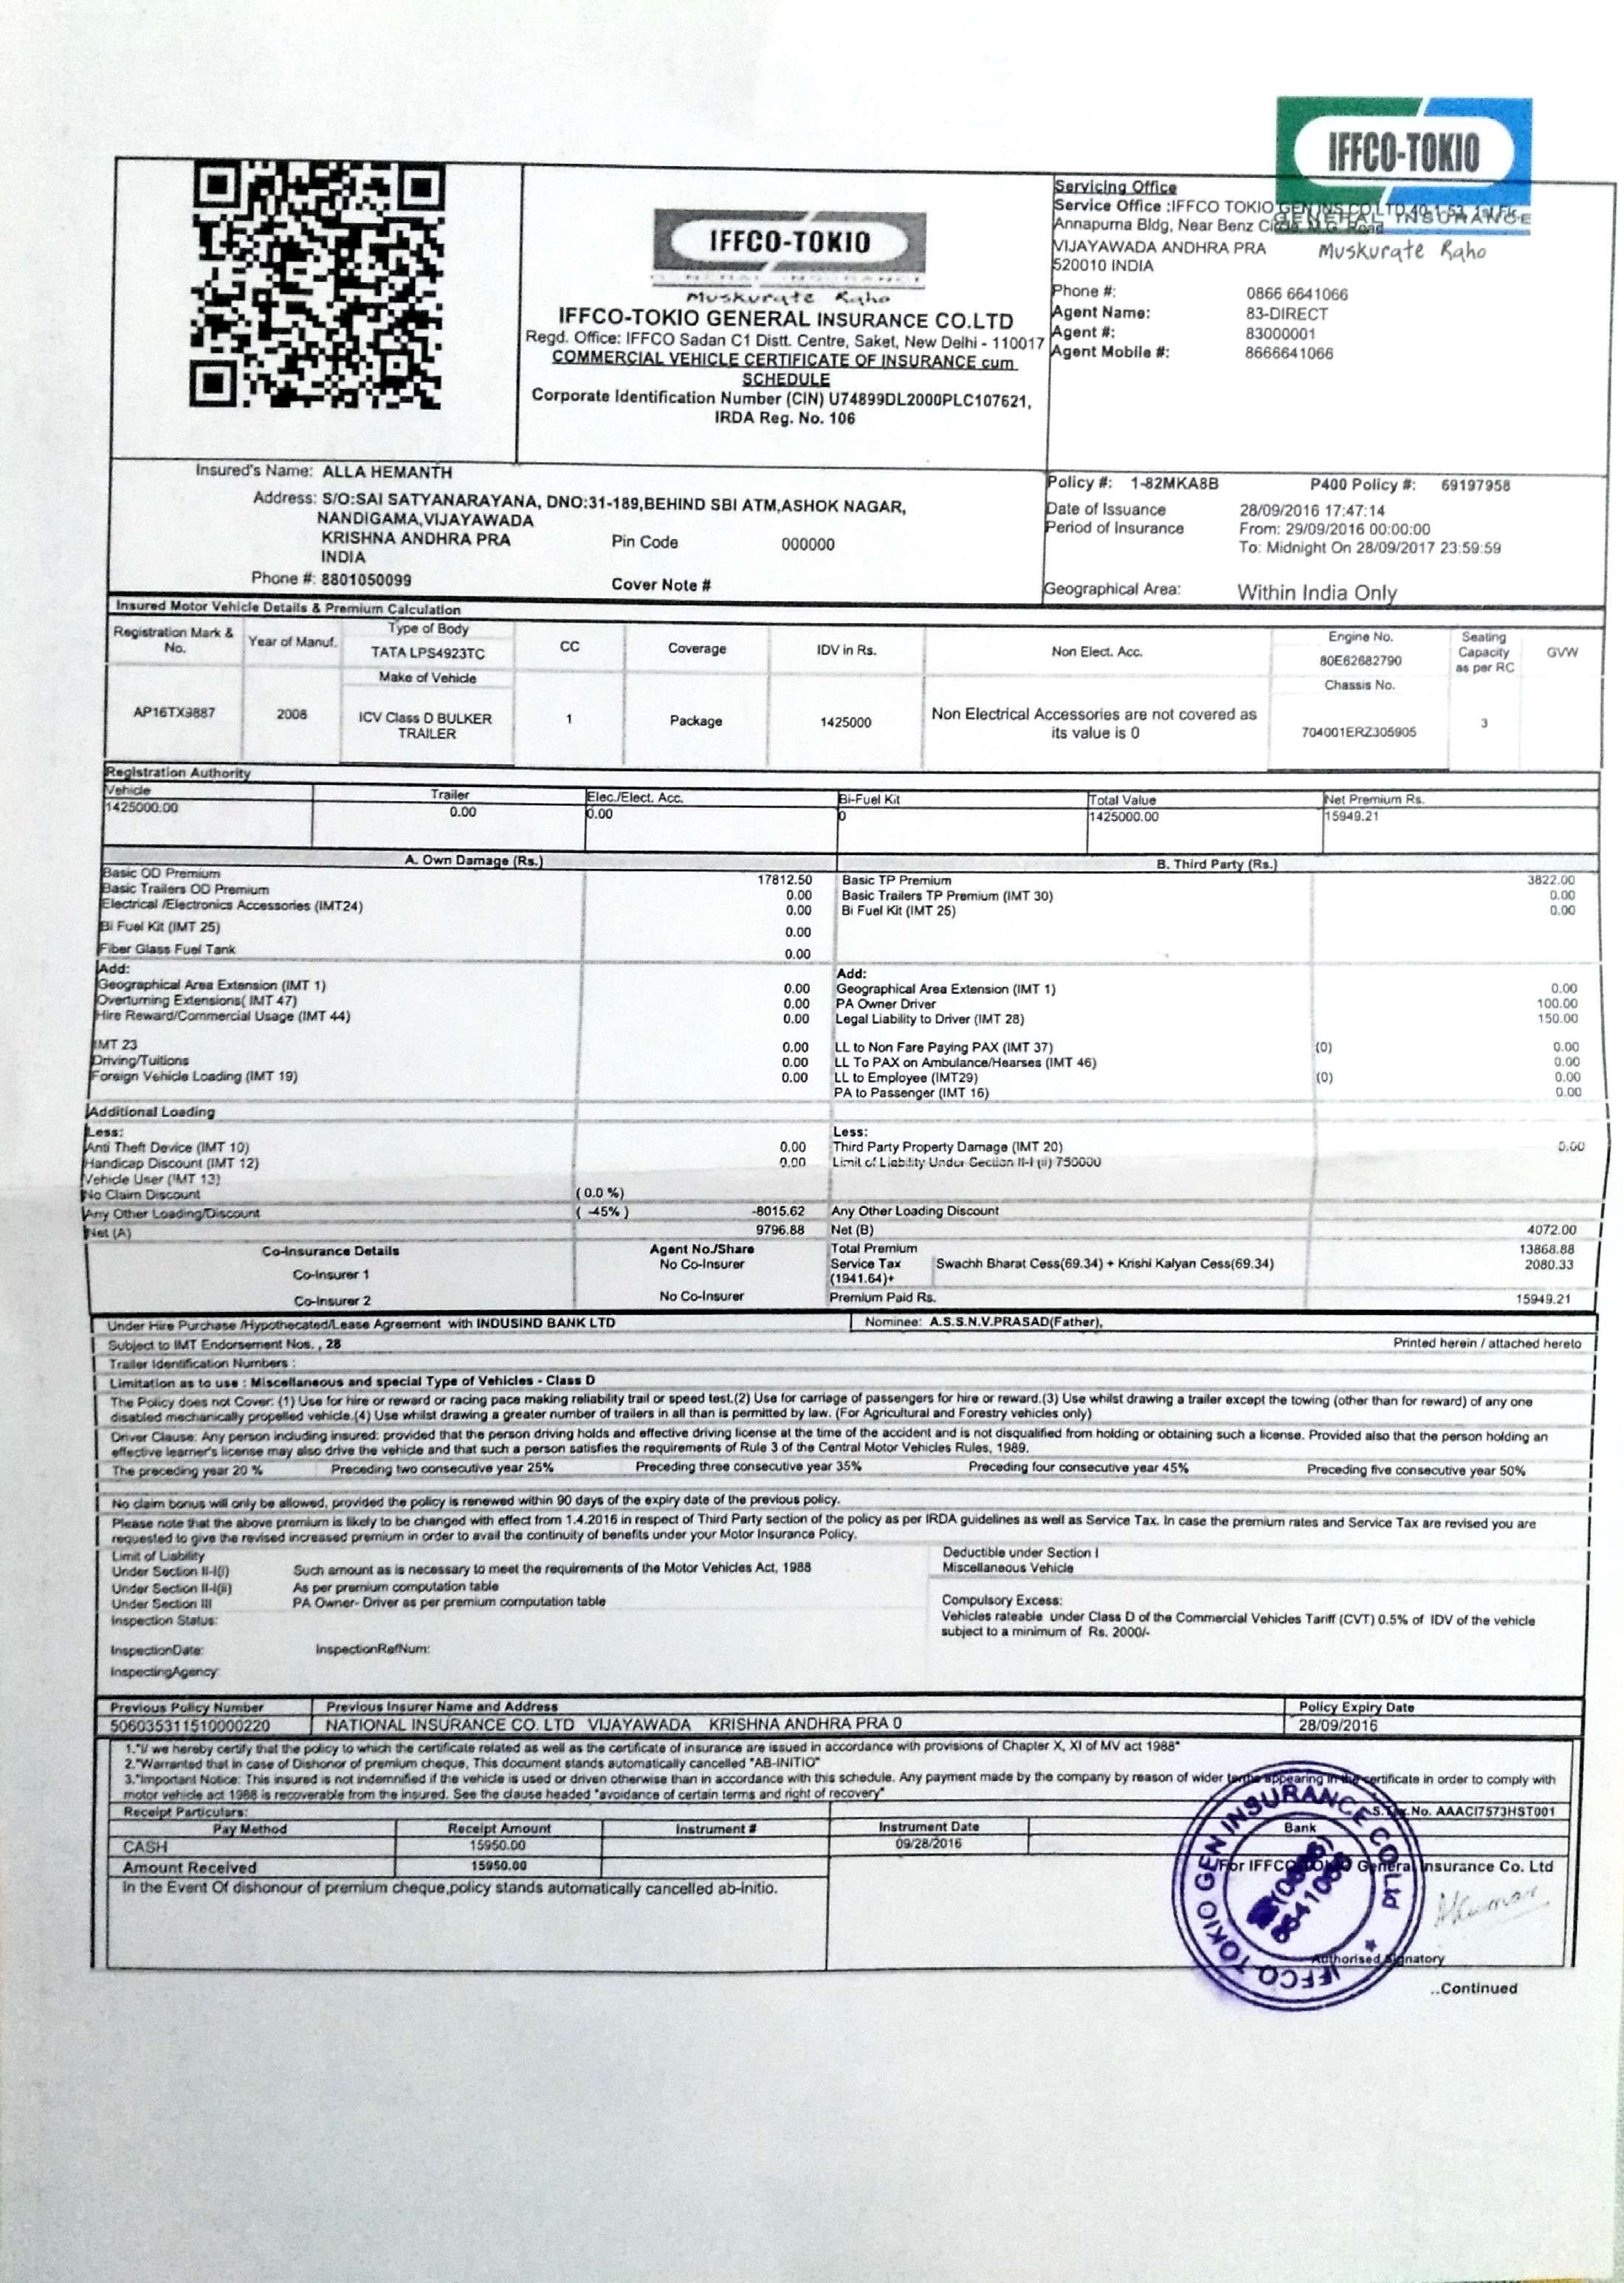 IFFCO-TOKIO
GENERAL INSURANCE
Muskurate Raho
IFFCO-TOKIO
Muskurate Raho
IFFCO-TOKIO GENERAL INSURANCE CO.LTD
Regd. Office: IFFCO Sadan C1 Distt. Centre, Saket, New Delhi - 110017
COMMERCIAL VEHICLE CERTIFICATE OF INSURANCE cum
SCHEDULE
Corporate Identification Number (CIN) U74899DL2000PLC107621,
IRDA Reg. No. 106
Servicing Office
Service Office :IFFCO TOKIO GEN INS CO LTD
Annapurna Bldg, Near Benz Circle, M.G. Road
VIJAYAWADA ANDHRA PRA
520010 INDIA
Phone #: 0866 6641066
Agent Name: 83-DIRECT
Agent #: 83000001
Agent Mobile #: 8666641066
Insured's Name: ALLA HEMANTH
Address: S/O:SAI SATYANARAYANA, DNO:31-189,BEHIND SBI ATM,ASHOK NAGAR,
NANDIGAMA,VIJAYAWADA
KRISHNA ANDHRA PRA Pin Code 000000
INDIA
Phone #: 8801050099 Cover Note #
Policy #: 1-82MKA8B P400 Policy #: 69197958
Date of Issuance 28/09/2016 17:47:14
Period of Insurance From: 29/09/2016 00:00:00
To: Midnight On 28/09/2017 23:59:59
Geographical Area: Within India Only
Insured Motor Vehicle Details & Premium Calculation
Registration Mark & No. Year of Manuf. Type of Body CC Coverage IDV in Rs. Non Elect. Acc. Engine No. Seating Capacity as per RC GVW
TATA LPS4923TC 80E62682790
Make of Vehicle Chassis No.
AP16TX9887 2008 ICV Class D BULKER TRAILER 1 Package 1425000 Non Electrical Accessories are not covered as its value is 0 704001ERZ305905 3
Registration Authority
Vehicle Trailer Elec./Elect. Acc. Bi-Fuel Kit Total Value Net Premium Rs.
1425000.00 0.00 0.00 0 1425000.00 15949.21
A. Own Damage (Rs.) B. Third Party (Rs.)
Basic OD Premium 17812.50 Basic TP Premium 3822.00
Basic Trailers OD Premium 0.00 Basic Trailers TP Premium (IMT 30) 0.00
Electrical /Electronics Accessories (IMT24) 0.00 Bi Fuel Kit (IMT 25) 0.00
Bi Fuel Kit (IMT 25) 0.00
Fiber Glass Fuel Tank 0.00
Add: Add:
Geographical Area Extension (IMT 1) 0.00 Geographical Area Extension (IMT 1) 0.00
Overturning Extensions( IMT 47) 0.00 PA Owner Driver 100.00
Hire Reward/Commercial Usage (IMT 44) 0.00 Legal Liability to Driver (IMT 28) 150.00
IMT 23 0.00 LL to Non Fare Paying PAX (IMT 37) (0) 0.00
Driving/Tuitions 0.00 LL To PAX on Ambulance/Hearses (IMT 46) 0.00
Foreign Vehicle Loading (IMT 19) 0.00 LL to Employee (IMT29) (0) 0.00
PA to Passenger (IMT 16) 0.00
Additional Loading
Less: Less:
Anti Theft Device (IMT 10) 0.00 Third Party Property Damage (IMT 20) 0.00
Handicap Discount (IMT 12) 0.00 Limit of Liability Under Section II-I (ii) 750000
Vehicle User (IMT 13)
No Claim Discount (0.0 %)
Any Other Loading/Discount ( -45% ) -8015.62 Any Other Loading Discount
Net (A) 9796.88 Net (B) 4072.00
Co-Insurance Details Agent No./Share Total Premium 13868.88
Co-Insurer 1 No Co-Insurer Service Tax (1941.64)+ Swachh Bharat Cess(69.34) + Krishi Kalyan Cess(69.34) 2080.33
Co-Insurer 2 No Co-Insurer Premium Paid Rs. 15949.21
Under Hire Purchase /Hypothecated/Lease Agreement with INDUSIND BANK LTD Nominee: A.S.S.N.V.PRASAD(Father),
Subject to IMT Endorsement Nos. , 28 Printed herein / attached hereto
Trailer Identification Numbers :
Limitation as to use : Miscellaneous and special Type of Vehicles - Class D
The Policy does not Cover: (1) Use for hire or reward or racing pace making reliability trail or speed test.(2) Use for carriage of passengers for hire or reward.(3) Use whilst drawing a trailer except the towing (other than for reward) of any one
disabled mechanically propelled vehicle.(4) Use whilst drawing a greater number of trailers in all than is permitted by law. (For Agricultural and Forestry vehicles only)
Driver Clause: Any person including insured: provided that the person driving holds and effective driving license at the time of the accident and is not disqualified from holding or obtaining such a license. Provided also that the person holding an
effective learner's license may also drive the vehicle and that such a person satisfies the requirements of Rule 3 of the Central Motor Vehicles Rules, 1989.
The preceding year 20 % Preceding two consecutive year 25% Preceding three consecutive year 35% Preceding four consecutive year 45% Preceding five consecutive year 50%
No claim bonus will only be allowed, provided the policy is renewed within 90 days of the expiry date of the previous policy.
Please note that the above premium is likely to be changed with effect from 1.4.2016 in respect of Third Party section of the policy as per IRDA guidelines as well as Service Tax. In case the premium rates and Service Tax are revised you are
requested to give the revised increased premium in order to avail the continuity of benefits under your Motor Insurance Policy.
Limit of Liability Deductible under Section I
Under Section II-I(i) Such amount as is necessary to meet the requirements of the Motor Vehicles Act, 1988 Miscellaneous Vehicle
Under Section II-I(ii) As per premium computation table
Under Section III PA Owner- Driver as per premium computation table Compulsory Excess:
Inspection Status: Vehicles rateable under Class D of the Commercial Vehicles Tariff (CVT) 0.5% of IDV of the vehicle
subject to a minimum of Rs. 2000/-
InspectionDate: InspectionRefNum:
InspectingAgency:
Previous Policy Number Previous Insurer Name and Address Policy Expiry Date
506035311510000220 NATIONAL INSURANCE CO. LTD VIJAYAWADA KRISHNA ANDHRA PRA 0 28/09/2016
1."I/ we hereby certify that the policy to which the certificate related as well as the certificate of insurance are issued in accordance with provisions of Chapter X, XI of MV act 1988"
2."Warranted that in case of Dishonor of premium cheque, This document stands automatically cancelled "AB-INITIO"
3."Important Notice: This insured is not indemnified if the vehicle is used or driven otherwise than in accordance with this schedule. Any payment made by the company by reason of wider terms appearing in the certificate in order to comply with
motor vehicle act 1988 is recoverable from the insured. See the clause headed "avoidance of certain terms and right of recovery"
Receipt Particulars: S.Tax.No. AAACI7573HST001
Pay Method Receipt Amount Instrument # Instrument Date Bank
CASH 15950.00 09/28/2016
Amount Received 15950.00 For IFFCO TOKIO General Insurance Co. Ltd
In the Event Of dishonour of premium cheque,policy stands automatically cancelled ab-initio.
IFFCO-TOKIO GEN INSURANCE CO Ltd
AKumar
Authorised Signatory
..Continued